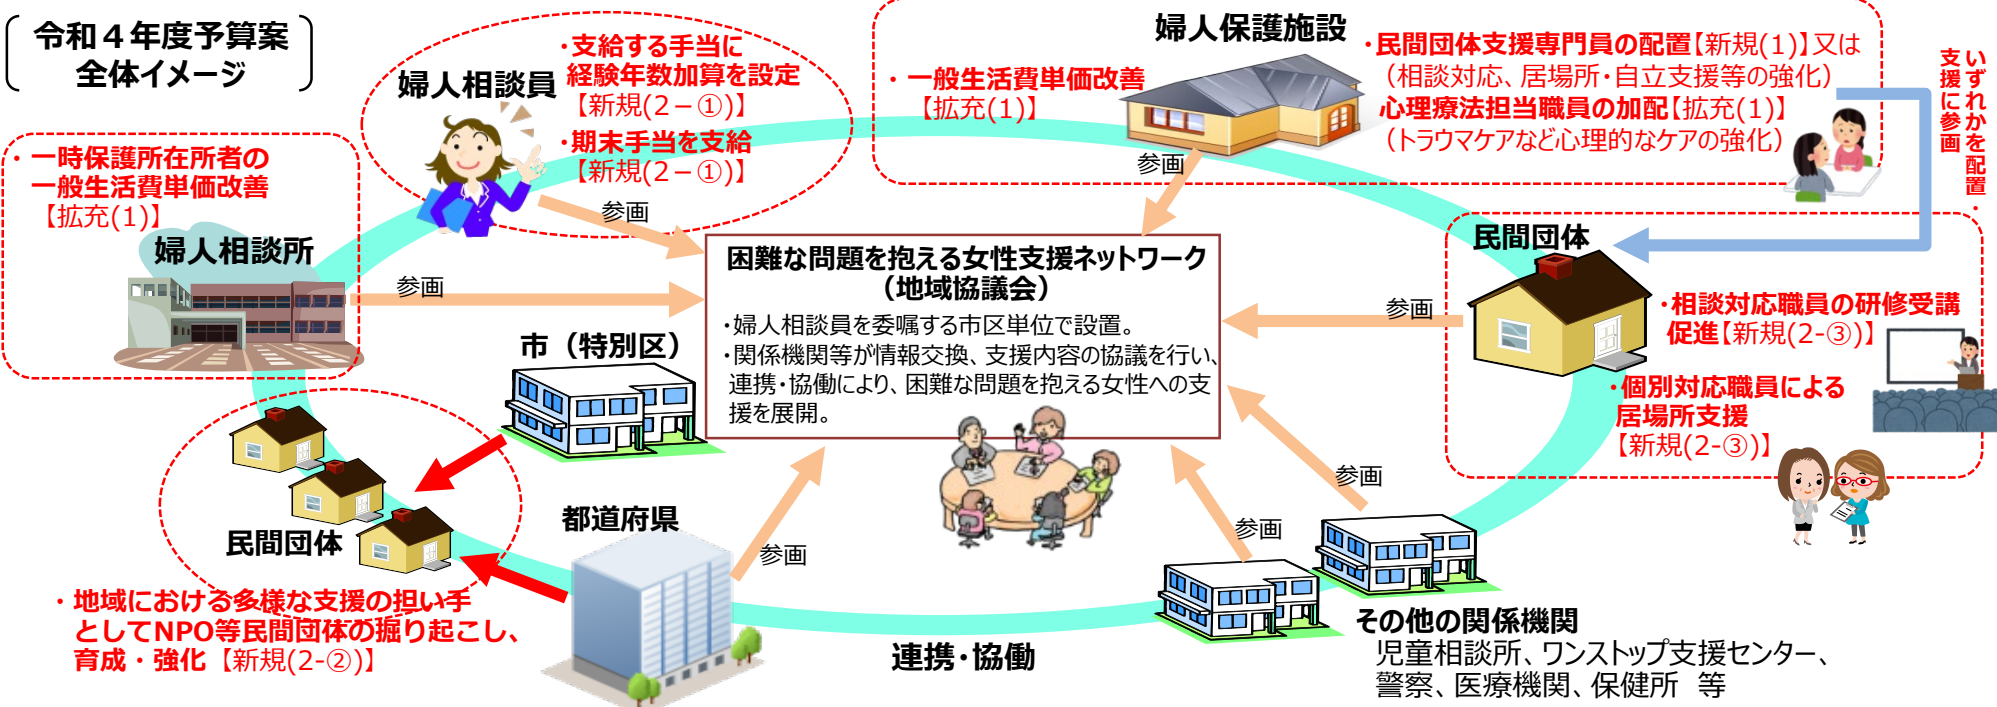 令和４年度予算案
全体イメージ
婦人相談員
・支給する手当に
経験年数加算を設定
【新規(2－①)】
・期末手当を支給
【新規(2－①)】
婦人保護施設
・一般生活費単価改善
【拡充(1)】
・民間団体支援専門員の配置【新規(1)】又は
（相談対応、居場所・自立支援等の強化）
心理療法担当職員の加配【拡充(1)】
（トラウマケアなど心理的なケアの強化）
いずれかを配置・
支援に参画
・一時保護所在所者の
一般生活費単価改善
【拡充(1)】
婦人相談所
参画
参画
参画
困難な問題を抱える女性支援ネットワーク
（地域協議会）
・婦人相談員を委嘱する市区単位で設置。
・関係機関等が情報交換、支援内容の協議を行い、
連携・協働により、困難な問題を抱える女性への支
援を展開。
民間団体
参画
・相談対応職員の研修受講
促進【新規(2-③)】
・個別対応職員による
居場所支援
【新規(2-③)】
市（特別区）
民間団体
都道府県
参画
参画
参画
・地域における多様な支援の担い手
としてNPO等民間団体の掘り起こし、
育成・強化【新規(2-②)】
連携・協働
その他の関係機関
児童相談所、ワンストップ支援センター、
警察、医療機関、保健所　等